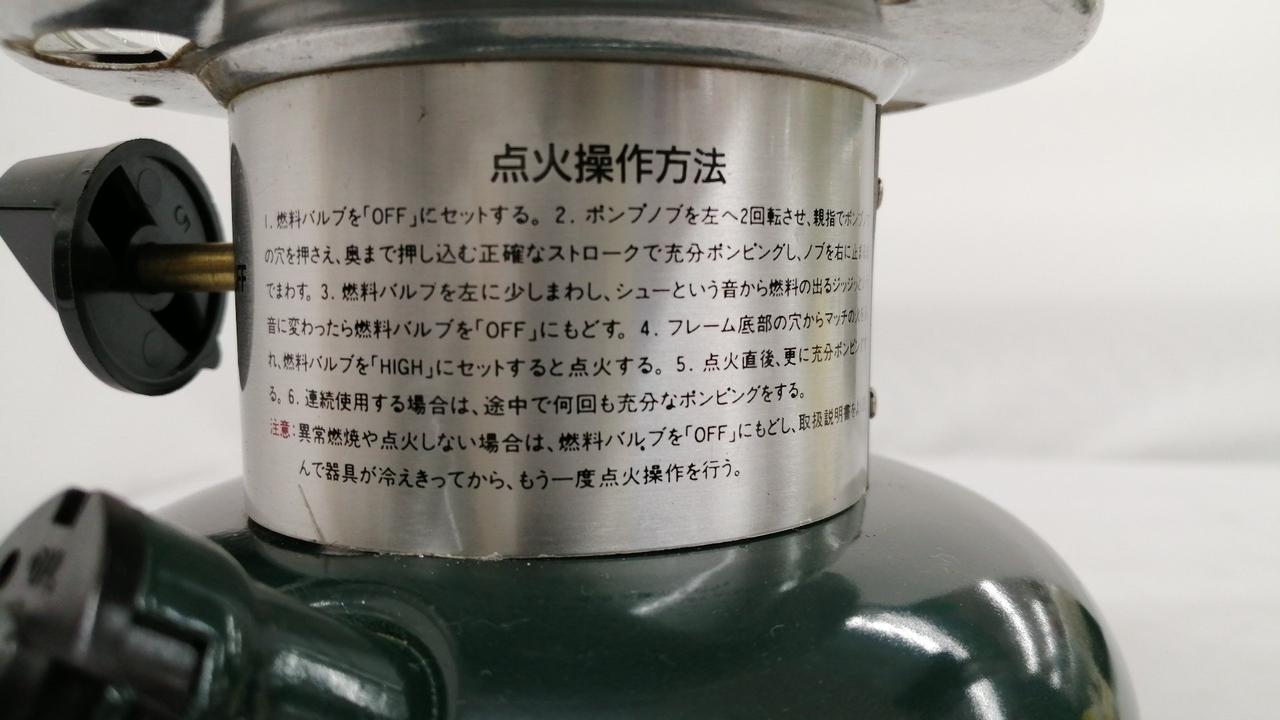 点火操作方法
1. 燃料バルブを「OFF」にセットする。 2. ポンプノブを左へ2回転させ、親指でポンプ
の穴を押さえ、奥まで押し込む正確なストロークで充分ポンピングし、ノブを右に止まる
でまわす。 3. 燃料バルブを左に少しまわし、シューという音から燃料の出るジッジッと
音に変わったら燃料バルブを「OFF」にもどす。 4. フレーム底部の穴からマッチの火を
れ、燃料バルブを「HIGH」にセットすると点火する。 5. 点火直後、更に充分ポンピン
る。 6. 連続使用する場合は、途中で何回も充分なポンピングをする。
注意:異常燃焼や点火しない場合は、燃料バルブを「OFF」にもどし、取扱説明書を
んで器具が冷えきってから、もう一度点火操作を行う。
FF